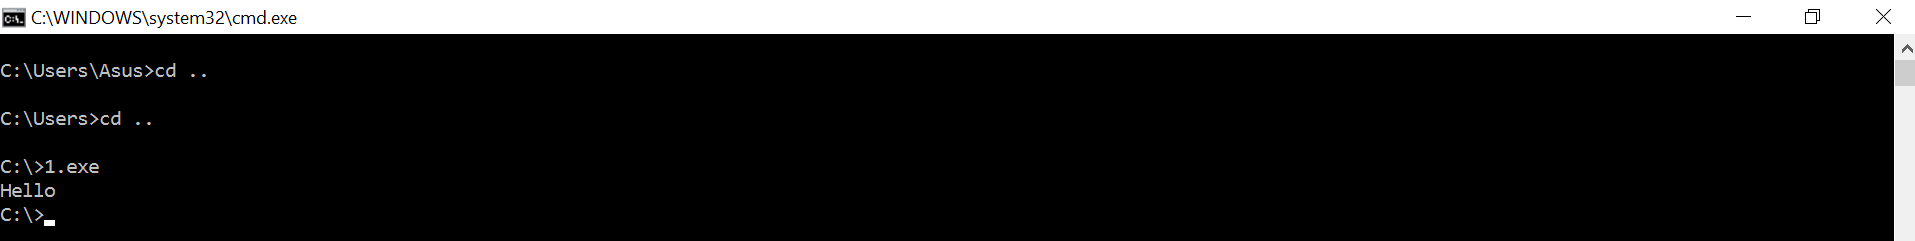 C:\WINDOWS\system32\cmd.exe
C:\Users\Asus>cd ..
C:\Users>cd ..
C:\>1.exe
Hello
C:\>